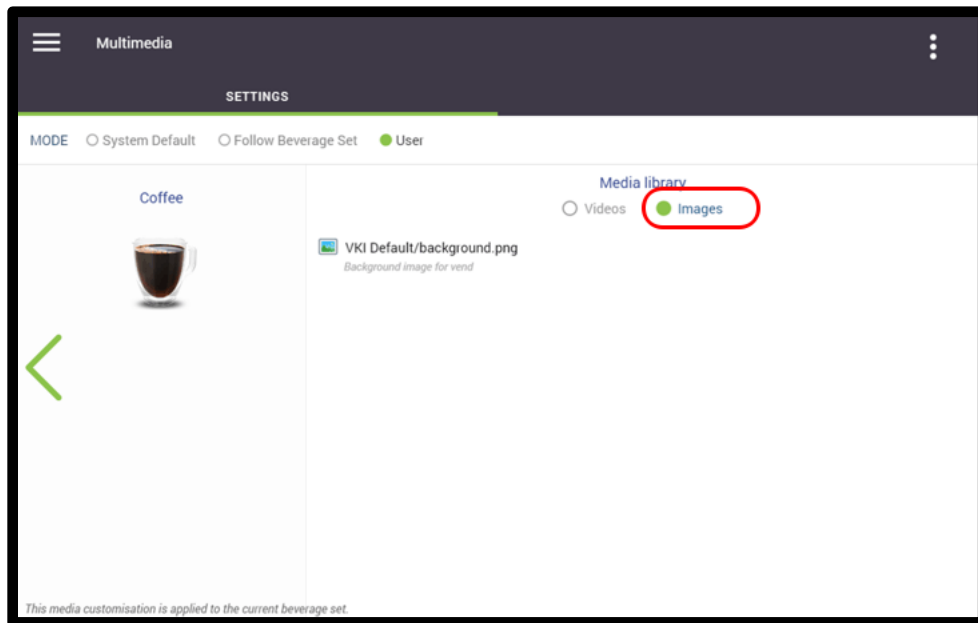 Multimedia
SETTINGS
MODE System Default Follow Beverage Set User
Coffee
Media library
Videos Images
VKI Default/background.png
Background image for vend
This media customisation is applied to the current beverage set.